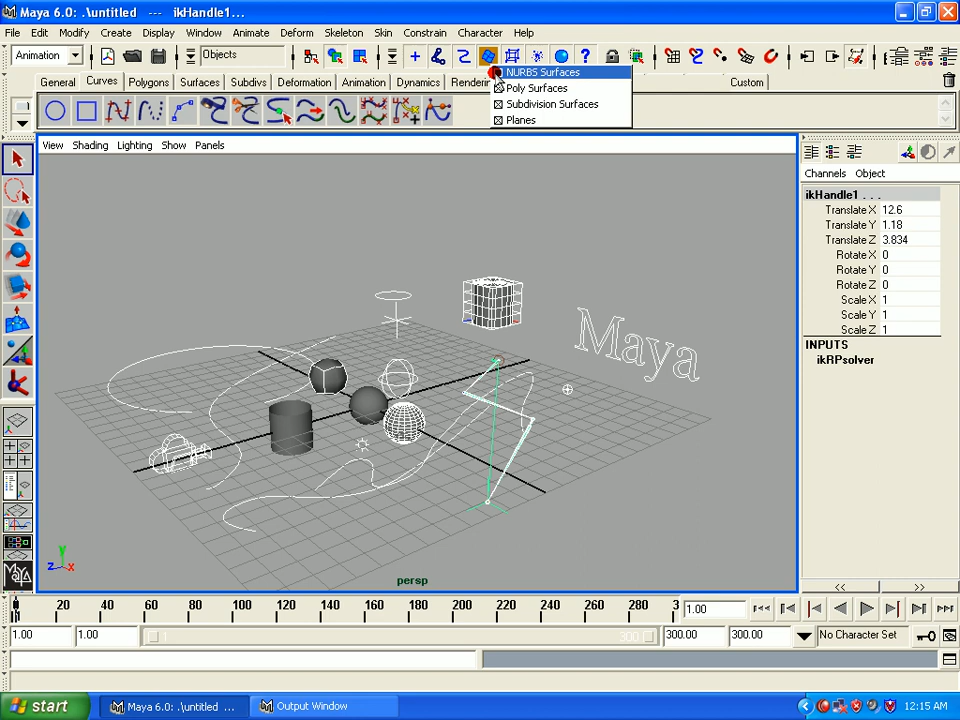 Maya 6.0: .\untitled --- ikHandle1...
File Edit Modify Create Display Window Animate Deform Skeleton Skin Constrain Character Help
Animation Objects
General Curves Polygons Surfaces Subdivs Deformation Animation Dynamics Custom
NURBS Surfaces
Poly Surfaces
Subdivision Surfaces
Planes
View Shading Lighting Show Panels
Channels Object
ikHandle1 . . .
Translate X 12.6
Translate Y 1.18
Translate Z 3.834
Rotate X 0
Rotate Y 0
Rotate Z 0
Scale X 1
Scale Y 1
Scale Z 1
INPUTS
ikRPsolver
Maya
y
z x
persp
MAYA
20 40 60 80 100 120 140 160 180 200 220 240 260 280 3
1.00
1.00 1.00 1 300 300.00 300.00 No Character Set
start Maya 6.0: .\untitled ... Output Window 12:15 AM